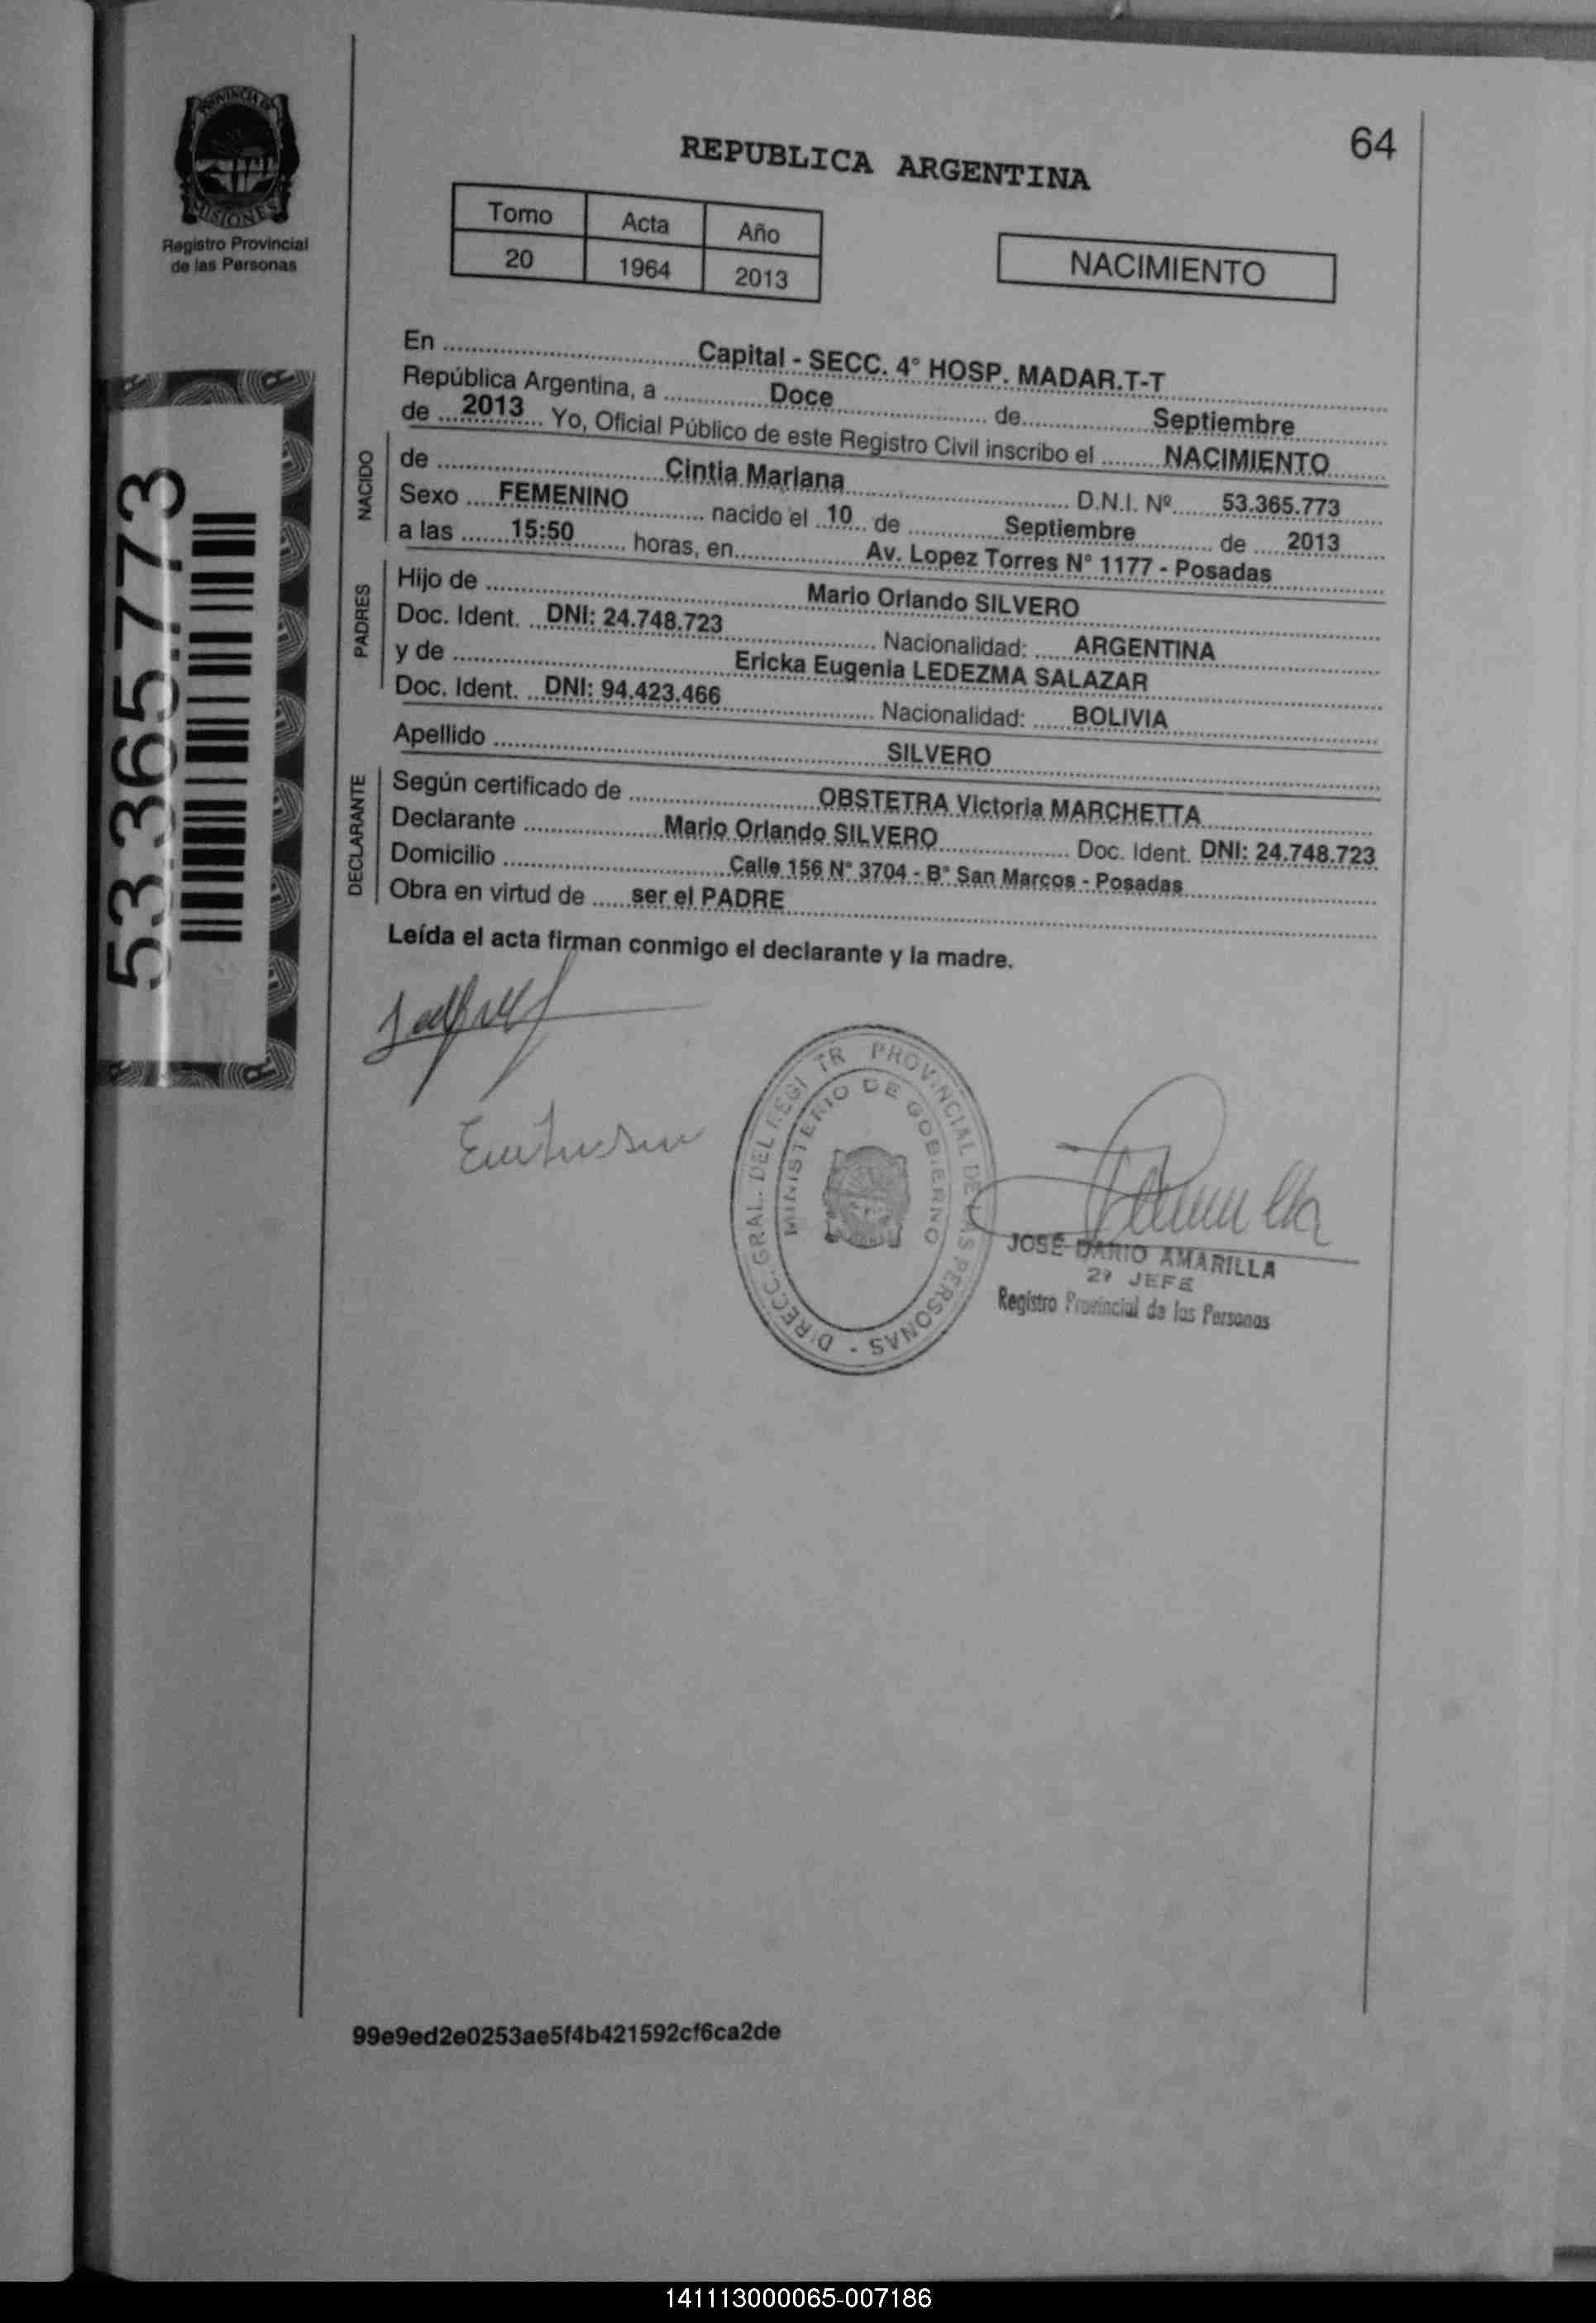 64
REPUBLICA ARGENTINA
PROVINCIA DE
MISIONES
Registro Provincial
de las Personas
Tomo Acta Año
20 1964 2013
NACIMIENTO
En Capital - SECC. 4° HOSP. MADAR.T-T
República Argentina, a Doce de Septiembre
de 2013 Yo, Oficial Público de este Registro Civil inscribo el NACIMIENTO
NACIDO
de Cintia Mariana D.N.I. Nº 53.365.773
Sexo FEMENINO nacido el 10 de Septiembre de 2013
a las 15:50 horas, en Av. Lopez Torres N° 1177 - Posadas
PADRES
Hijo de Mario Orlando SILVERO
Doc. Ident. DNI: 24.748.723 Nacionalidad: ARGENTINA
y de Ericka Eugenia LEDEZMA SALAZAR
Doc. Ident. DNI: 94.423.466 Nacionalidad: BOLIVIA
Apellido SILVERO
DECLARANTE
Según certificado de OBSTETRA Victoria MARCHETTA
Declarante Mario Orlando SILVERO Doc. Ident. DNI: 24.748.723
Domicilio Calle 156 N° 3704 - B° San Marcos - Posadas
Obra en virtud de ser el PADRE
Leída el acta firman conmigo el declarante y la madre.
53.365.773
DIRECC. GRAL. DEL REGI TR PROVINCIAL DE LAS PERSONAS -
MINISTERIO DE GOBIERNO
JOSE DARIO AMARILLA
2º JEFE
Registro Provincial de las Personas
99e9ed2e0253ae5f4b421592cf6ca2de
141113000065-007186